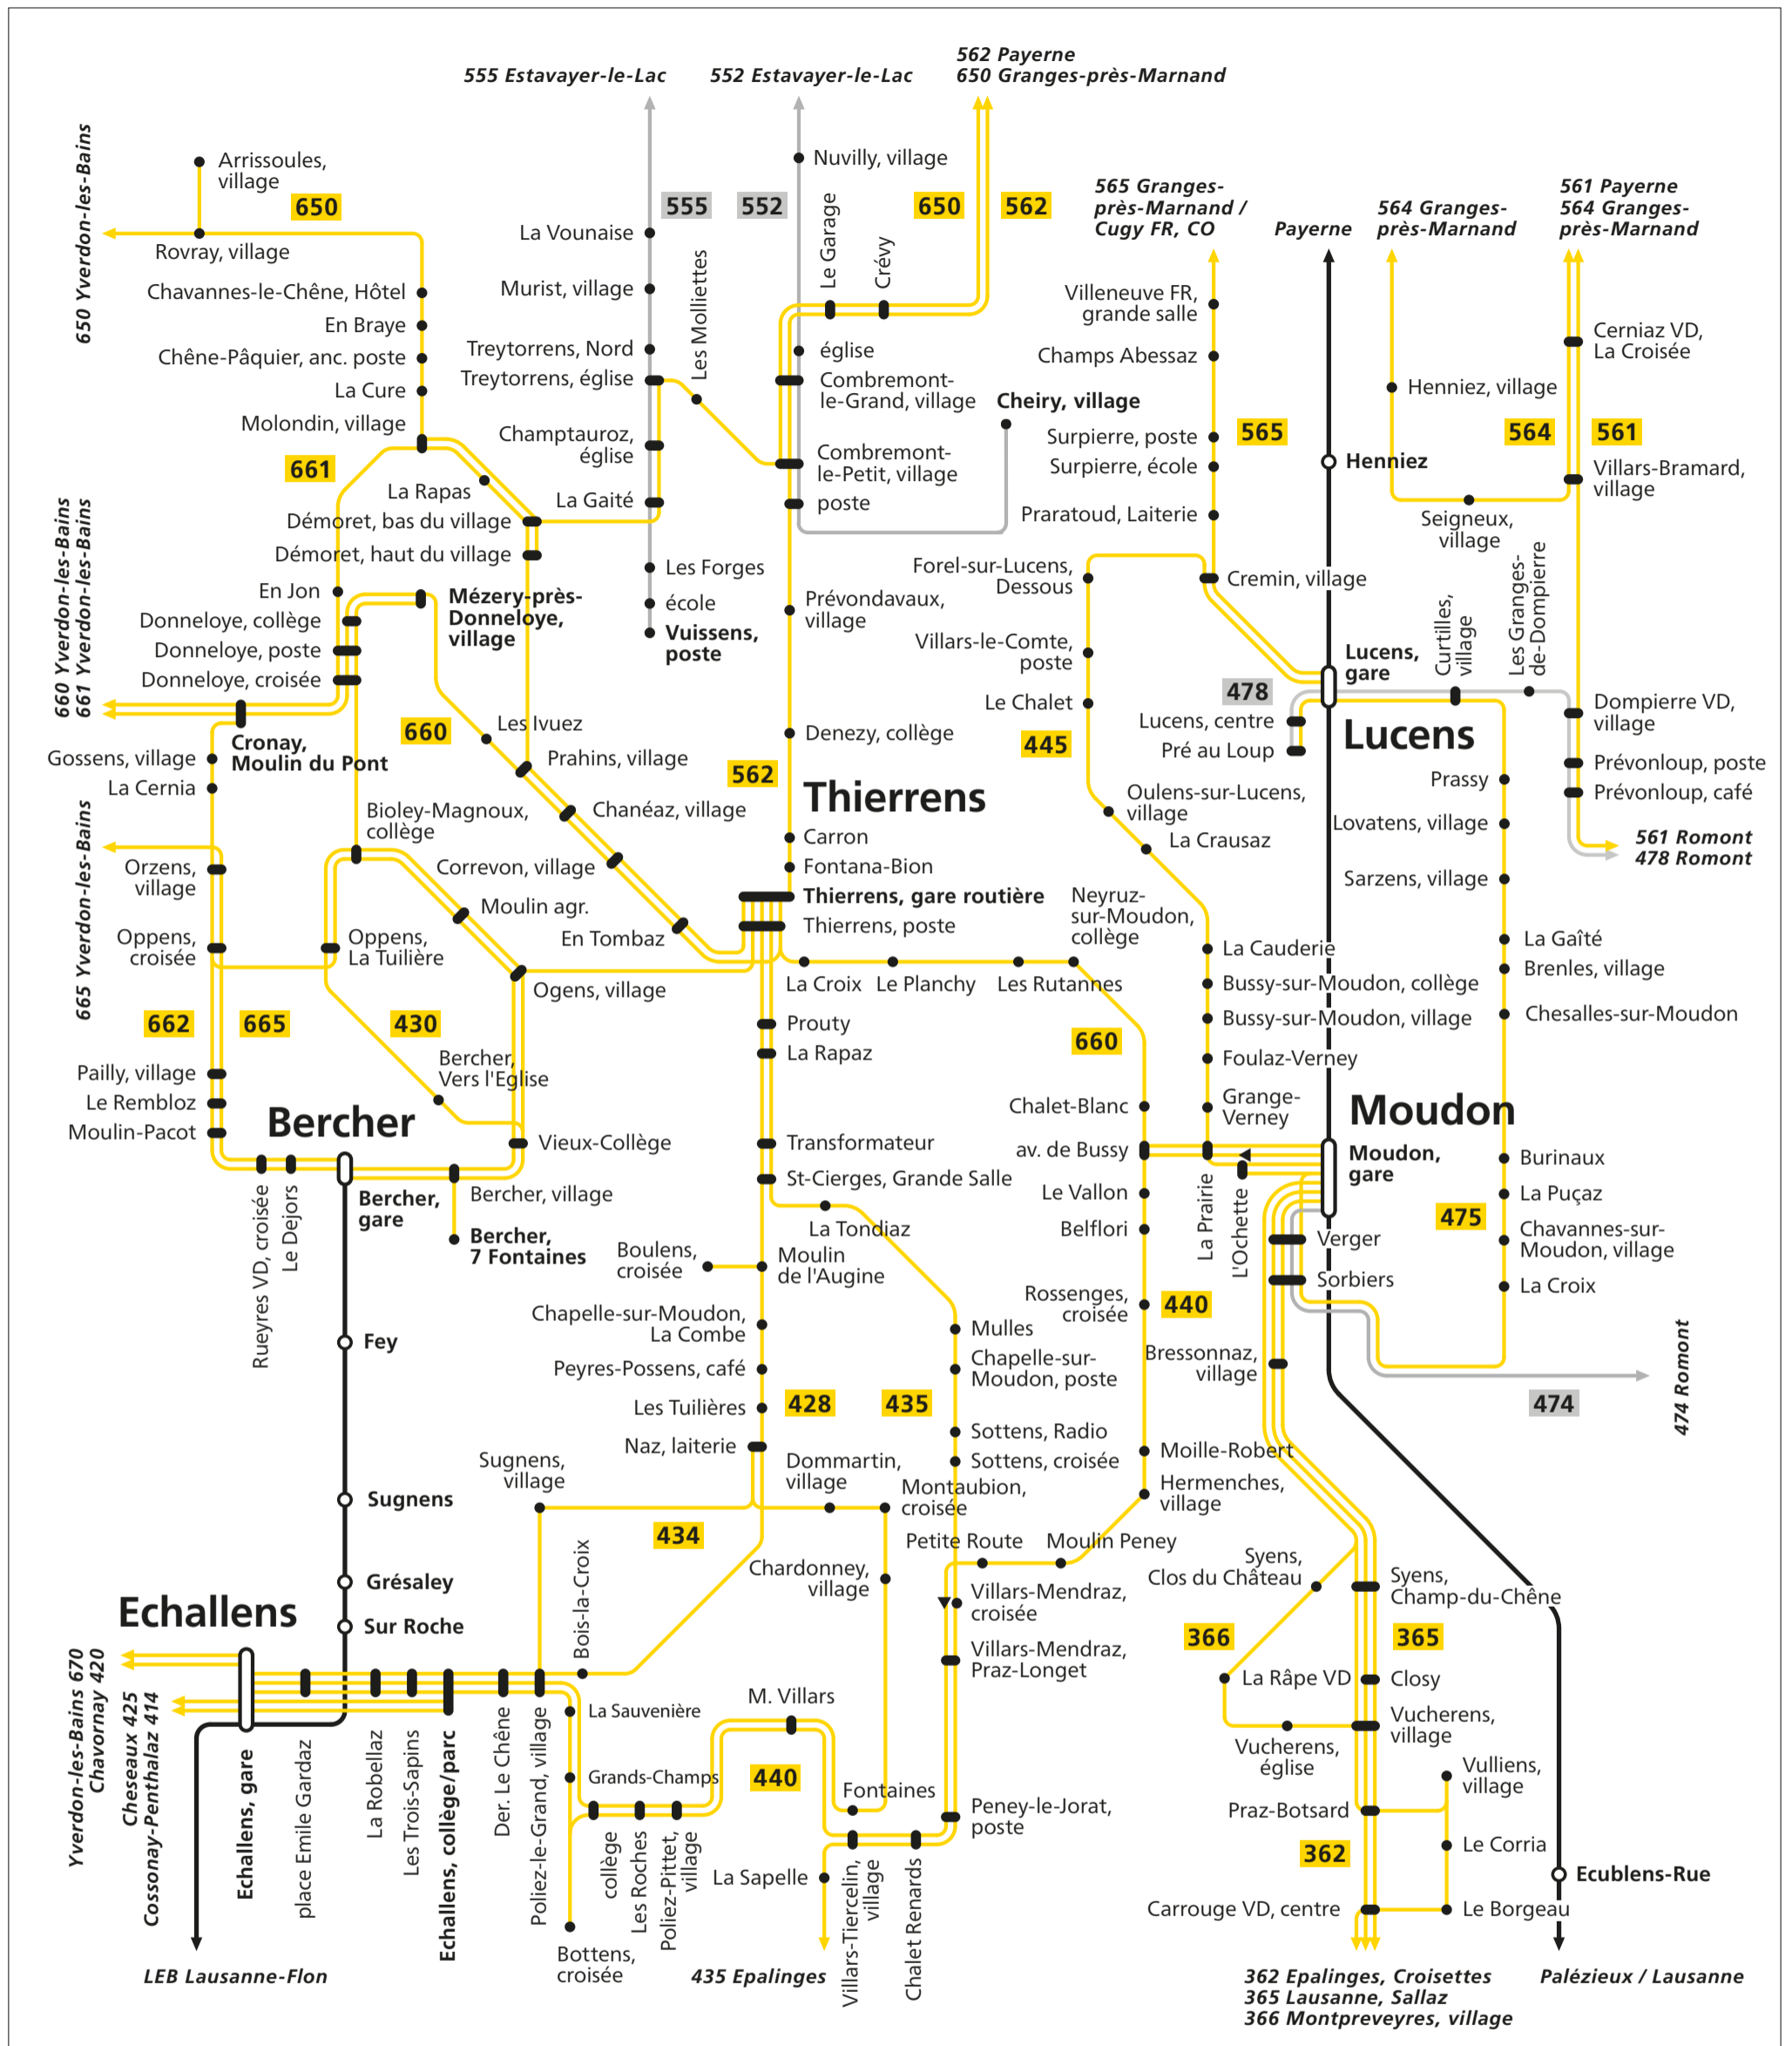 562 Payerne
650 Granges-près-Marnand
555 Estavayer-le-Lac
552 Estavayer-le-Lac
650 Yverdon-les-Bains
Arrissoules,
village
650
Rovray, village
Chavannes-le-Chêne, Hôtel
En Braye
Chêne-Pâquier, anc. poste
La Cure
Molondin, village
661
La Rapas
Démoret, bas du village
Démoret, haut du village
555
552
La Vounaise
Murist, village
Treytorrens, Nord
Treytorrens, église
Les Molliettes
Champtauroz,
église
La Gaité
Les Forges
école
Vuissens,
poste
Nuvilly, village
Le Garage
Crévy
650
562
église
Combremont-
le-Grand, village
Cheiry, village
Combremont-
le-Petit, village
poste
Prévondavaux,
village
Denezy, collège
562
Thierrens
Carron
Fontana-Bion
Thierrens, gare routière
Thierrens, poste
565 Granges-
près-Marnand /
Cugy FR, CO
Payerne
564 Granges-
près-Marnand
561 Payerne
564 Granges-
près-Marnand
Villeneuve FR,
grande salle
Champs Abessaz
Surpierre, poste
565
Surpierre, école
Praratoud, Laiterie
Cremin, village
Henniez
Cerniaz VD,
La Croisée
Henniez, village
564
561
Villars-Bramard,
village
Seigneux,
village
Forel-sur-Lucens,
Dessous
Villars-le-Comte,
poste
Le Chalet
445
Oulens-sur-Lucens,
village
La Crausaz
Lucens,
gare
478
Lucens, centre
Pré au Loup
Lucens
Curtilles,
village
Les Granges-
de-Dompierre
Dompierre VD,
village
Prévonloup, poste
Prévonloup, café
561 Romont
478 Romont
Prassy
Lovatens, village
Sarzens, village
La Gaîté
Brenles, village
Chesalles-sur-Moudon
660 Yverdon-les-Bains
661 Yverdon-les-Bains
En Jon
Donneloye, collège
Donneloye, poste
Donneloye, croisée
Mézery-près-
Donneloye,
village
Cronay,
Moulin du Pont
660
Les Ivuez
Prahins, village
Chanéaz, village
Correvon, village
En Tombaz
Gossens, village
La Cernia
665 Yverdon-les-Bains
Orzens,
village
Oppens,
croisée
Bioley-Magnoux,
collège
Moulin agr.
Oppens,
La Tuilière
Ogens, village
662
665
430
Bercher,
Vers l'Eglise
Pailly, village
Le Rembloz
Moulin-Pacot
Bercher
Vieux-Collège
Rueyres VD, croisée
Le Dejors
Bercher,
gare
Bercher, village
Bercher,
7 Fontaines
Fey
Sugnens
Grésaley
Sur Roche
La Croix
Le Planchy
Les Rutannes
Neyruz-
sur-Moudon,
collège
660
Prouty
La Rapaz
Transformateur
St-Cierges, Grande Salle
La Tondiaz
Boulens,
croisée
Moulin
de l'Augine
Chapelle-sur-Moudon,
La Combe
Peyres-Possens, café
Les Tuilières
428
435
Naz, laiterie
Mulles
Chapelle-sur-
Moudon, poste
Sottens, Radio
Sottens, croisée
La Cauderie
Bussy-sur-Moudon, collège
Bussy-sur-Moudon, village
Foulaz-Verney
Grange-
Verney
Chalet-Blanc
av. de Bussy
Le Vallon
Belflori
La Prairie
L'Ochette
Moudon
Moudon,
gare
Verger
Sorbiers
Rossenges,
croisée
440
Bressonnaz,
village
Moille-Robert
Hermenches,
village
Moulin Peney
Petite Route
Burinaux
La Puçaz
475
Chavannes-sur-
Moudon, village
La Croix
474
474 Romont
Sugnens,
village
434
Dommartin,
village
Montaubion,
croisée
Chardonney,
village
Villars-Mendraz,
croisée
Villars-Mendraz,
Praz-Longet
Bois-la-Croix
Echallens
Yverdon-les-Bains 670
Chavornay 420
Cheseaux 425
Cossonay-Penthalaz 414
Echallens, gare
place Emile Gardaz
La Robellaz
Les Trois-Sapins
Echallens, collège/parc
Der. Le Chêne
Poliez-le-Grand, village
La Sauvenière
Grands-Champs
Bottens,
croisée
collège
Les Roches
Poliez-Pittet,
village
M. Villars
440
Fontaines
La Sapelle
Villars-Tiercelin,
village
Chalet Renards
Peney-le-Jorat,
poste
Syens,
Clos du Château
Syens,
Champ-du-Chêne
366
365
La Râpe VD
Closy
Vucherens,
village
Vucherens,
église
Vulliens,
village
Praz-Botsard
Le Corria
362
Carrouge VD, centre
Le Borgeau
Ecublens-Rue
LEB Lausanne-Flon
435 Epalinges
362 Epalinges, Croisettes
365 Lausanne, Sallaz
366 Montpreveyres, village
Palézieux / Lausanne